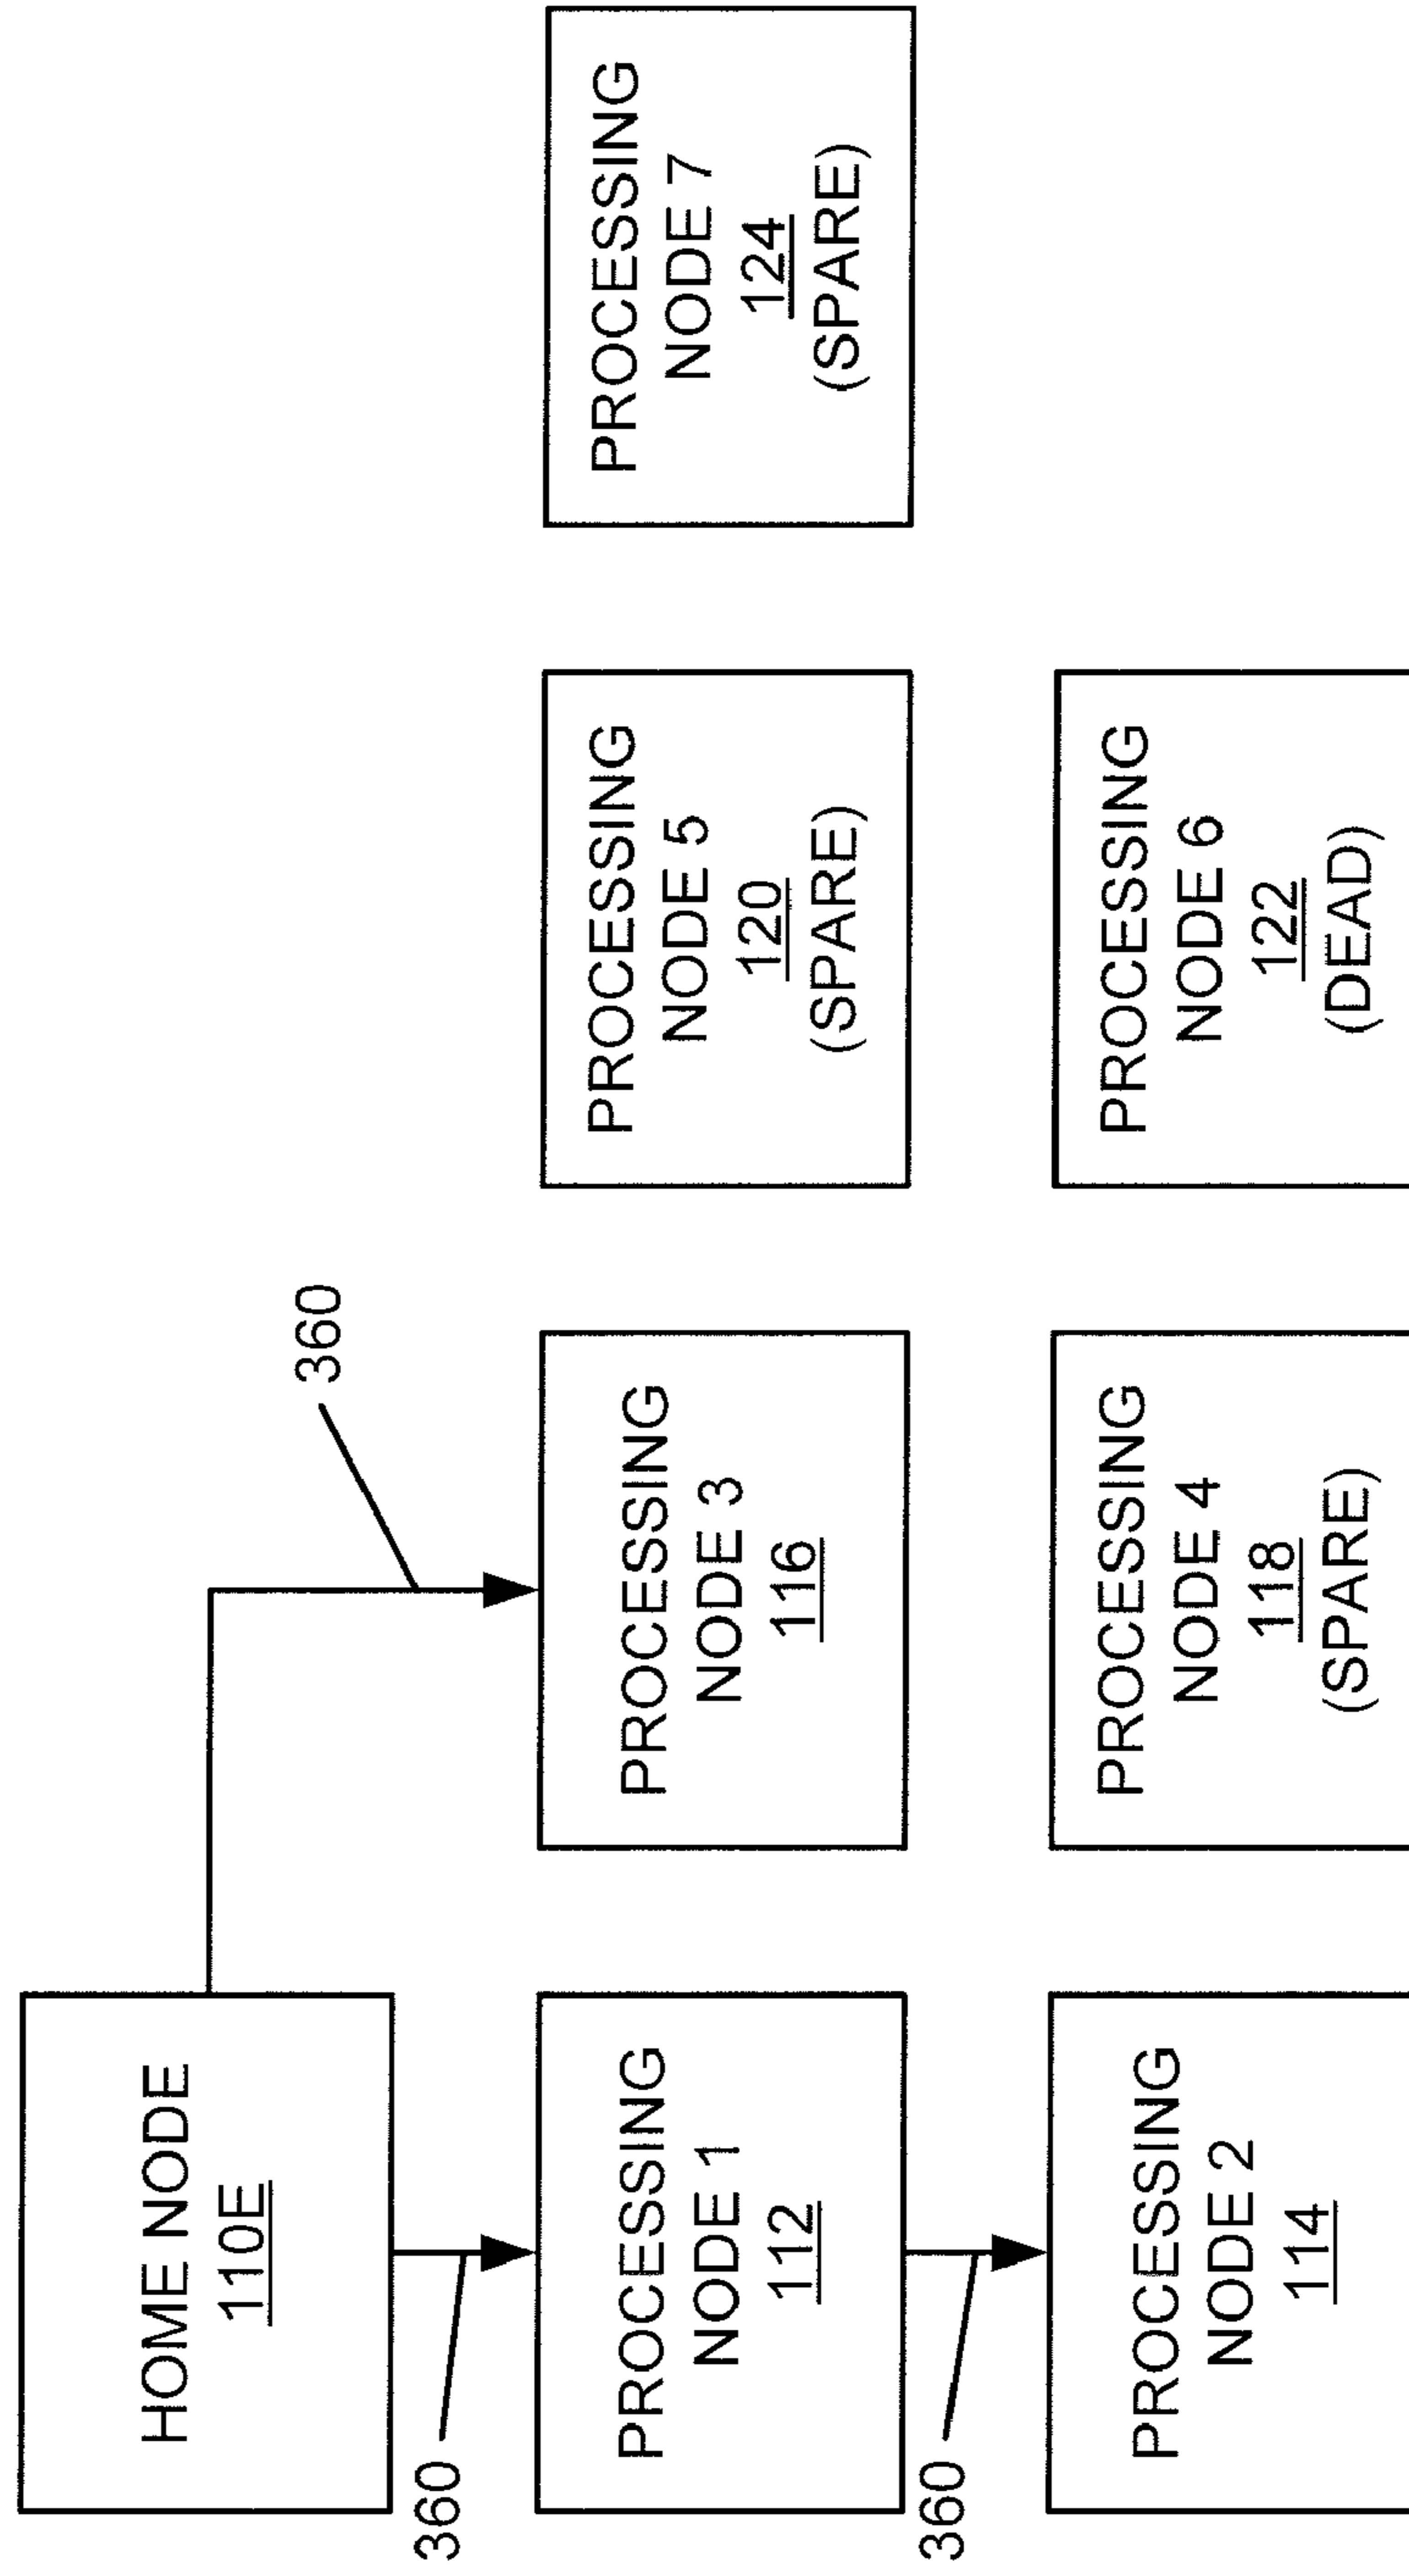 HOME NODE
110E
360
360
PROCESSING
NODE 1
112
PROCESSING
NODE 3
116
PROCESSING
NODE 5
120
(SPARE)
PROCESSING
NODE 7
124
(SPARE)
360
PROCESSING
NODE 2
114
PROCESSING
NODE 4
118
(SPARE)
PROCESSING
NODE 6
122
(DEAD)